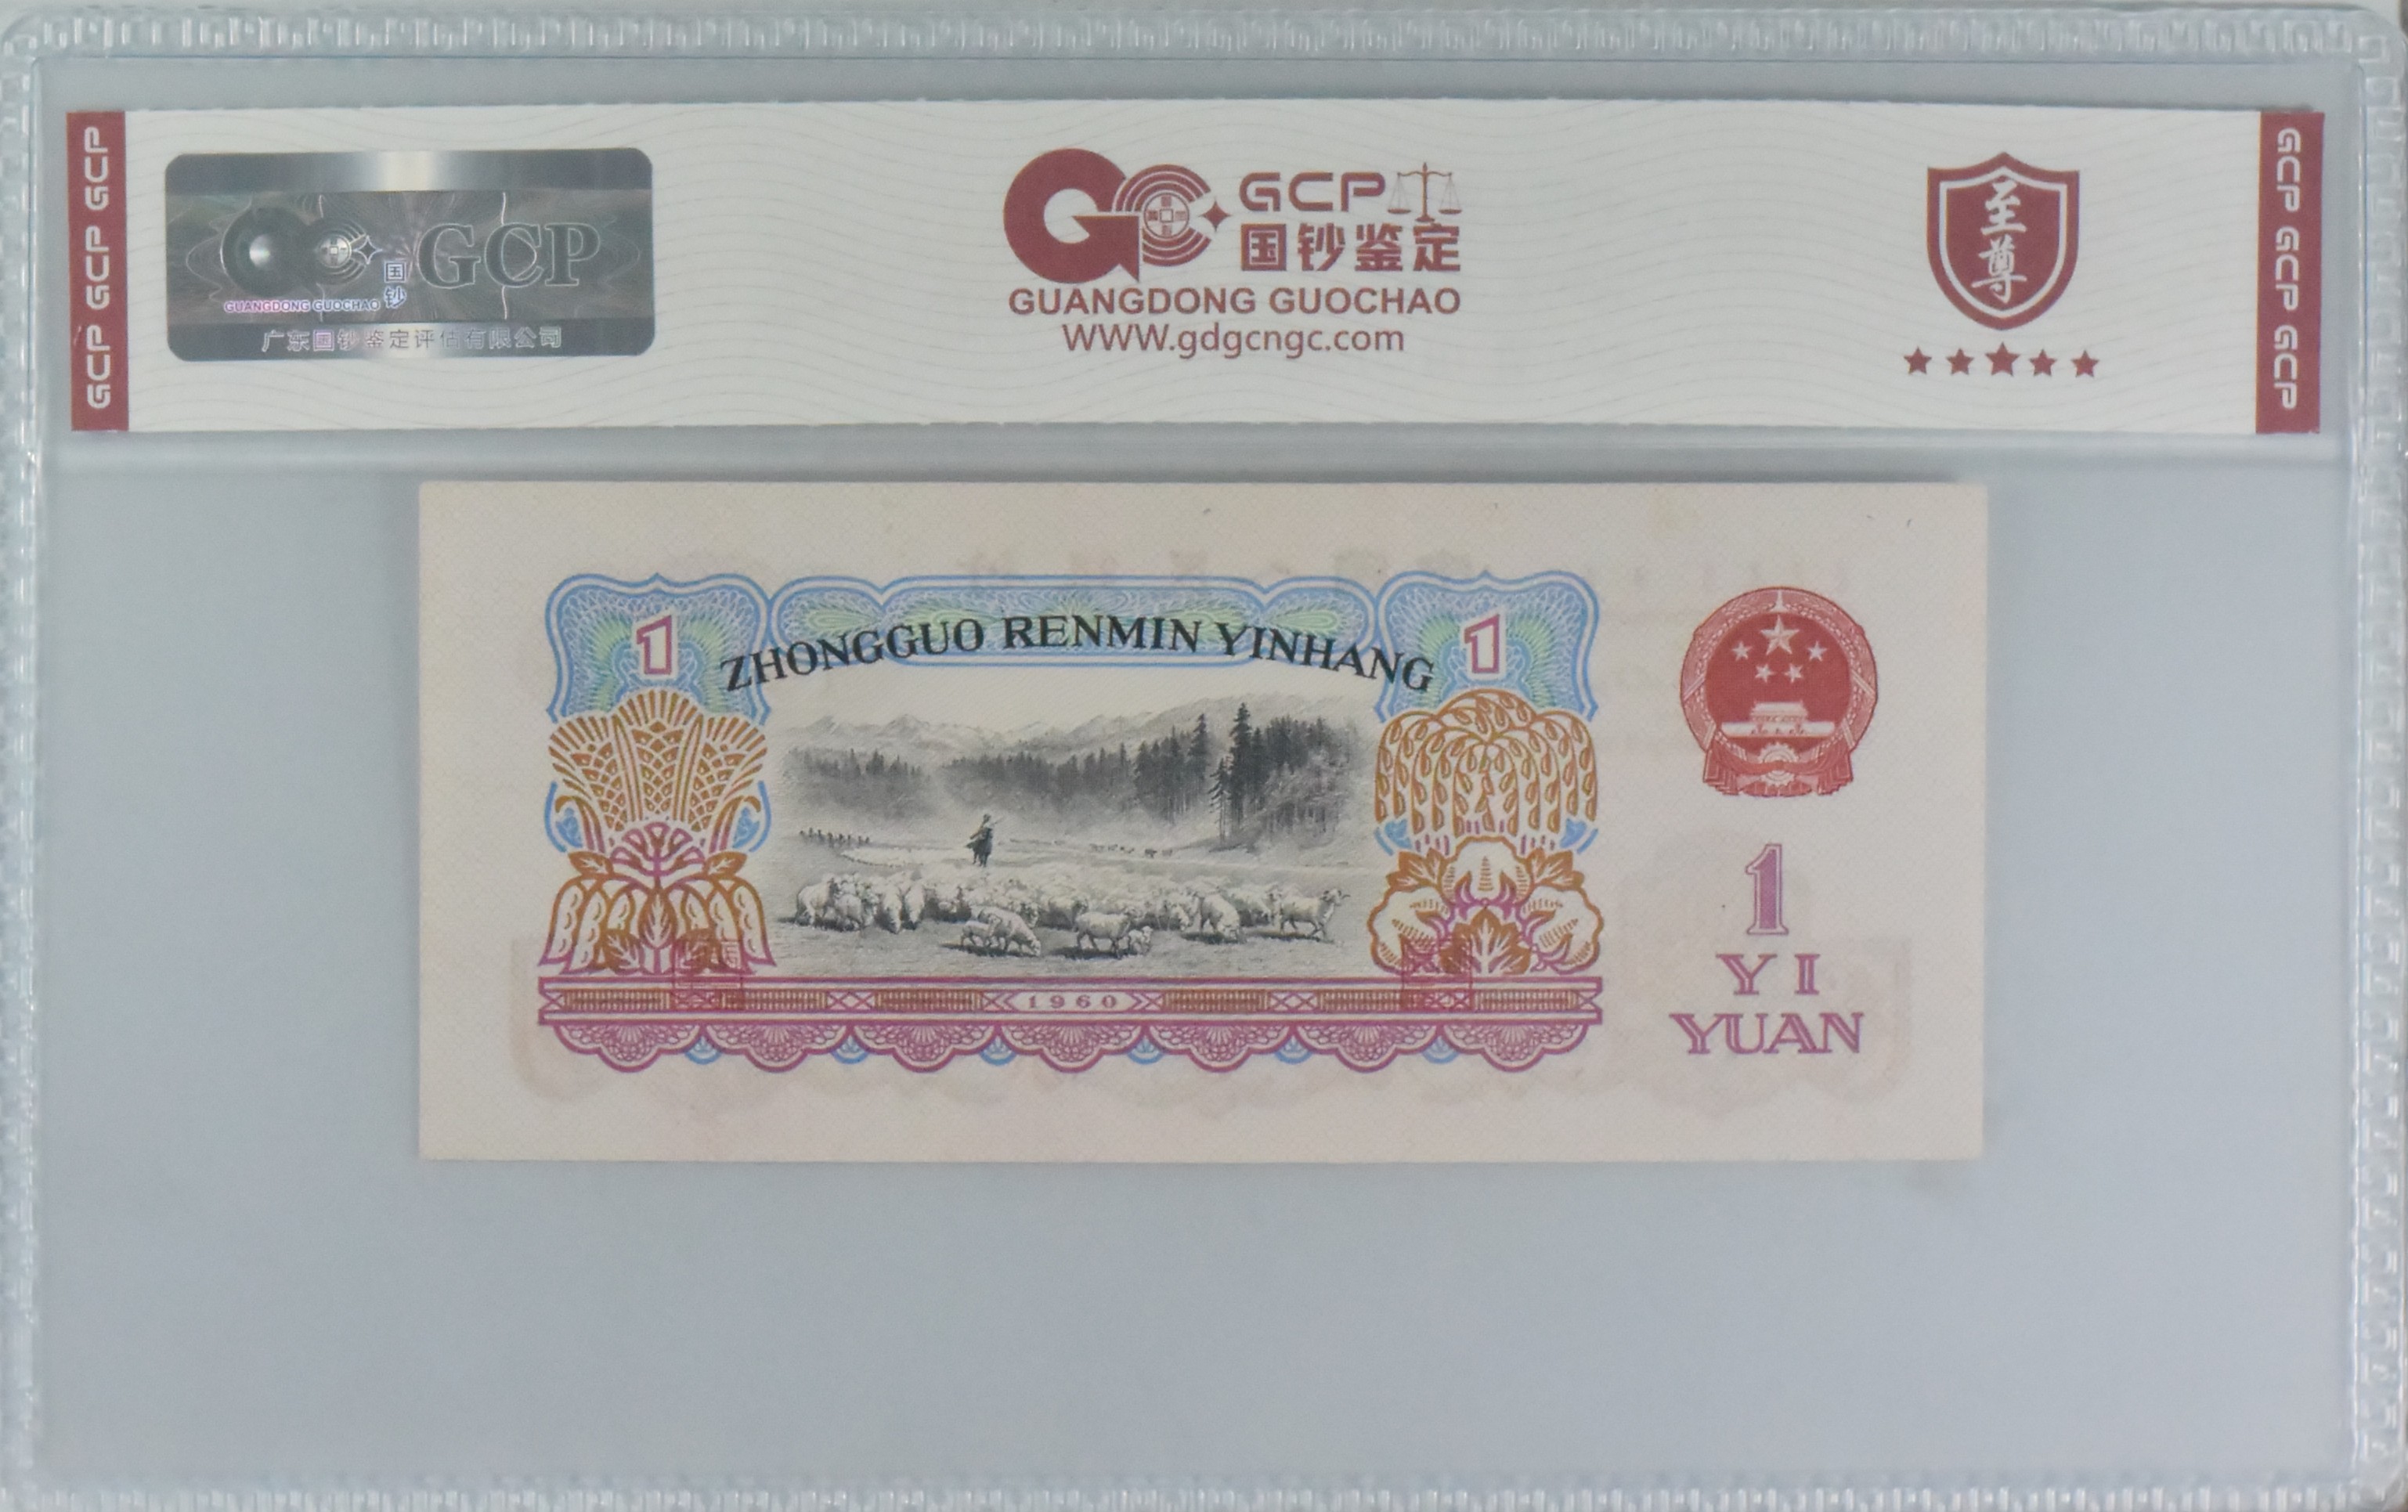 GCP GCP GCP
GCP
国钞
GUANGDONG GUOCHAO
广东国钞鉴定评估有限公司
GCP
国钞鉴定
GUANGDONG GUOCHAO
WWW.gdgcngc.com
至尊
GCP GCP GCP
1
ZHONGGUO RENMIN YINHANG
1
1
YI
YUAN
1960